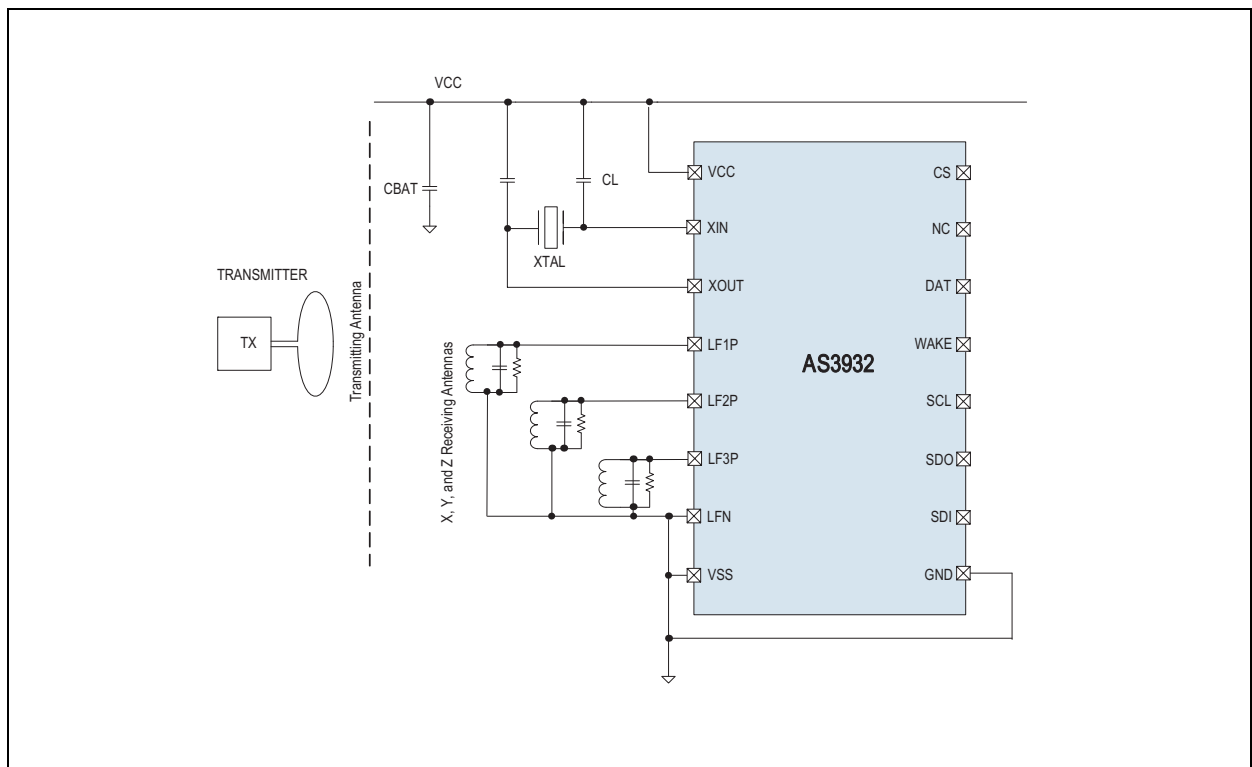 VCC
CBAT
CL
XTAL
TRANSMITTER
TX
Transmitting Antenna
X, Y, and Z Receiving Antennas
VCC
XIN
XOUT
LF1P
LF2P
LF3P
LFN
VSS
AS3932
CS
NC
DAT
WAKE
SCL
SDO
SDI
GND